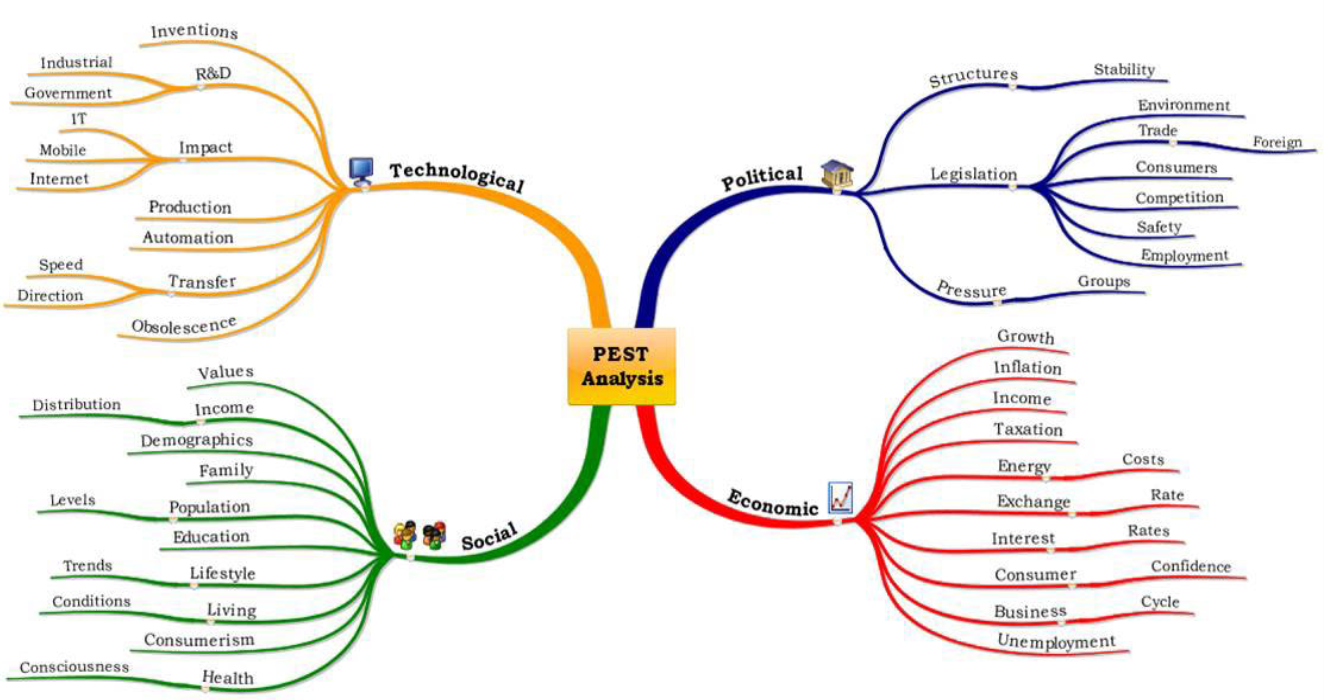 PEST
Analysis
Technological
Inventions
R&D
Industrial
Government
Impact
IT
Mobile
Internet
Production
Automation
Transfer
Speed
Direction
Obsolescence
Political
Structures
Stability
Legislation
Environment
Trade
Foreign
Consumers
Competition
Safety
Employment
Pressure
Groups
Social
Values
Income
Distribution
Demographics
Family
Population
Levels
Education
Lifestyle
Trends
Living
Conditions
Consumerism
Health
Consciousness
Economic
Growth
Inflation
Income
Taxation
Energy
Costs
Exchange
Rate
Interest
Rates
Consumer
Confidence
Business
Cycle
Unemployment